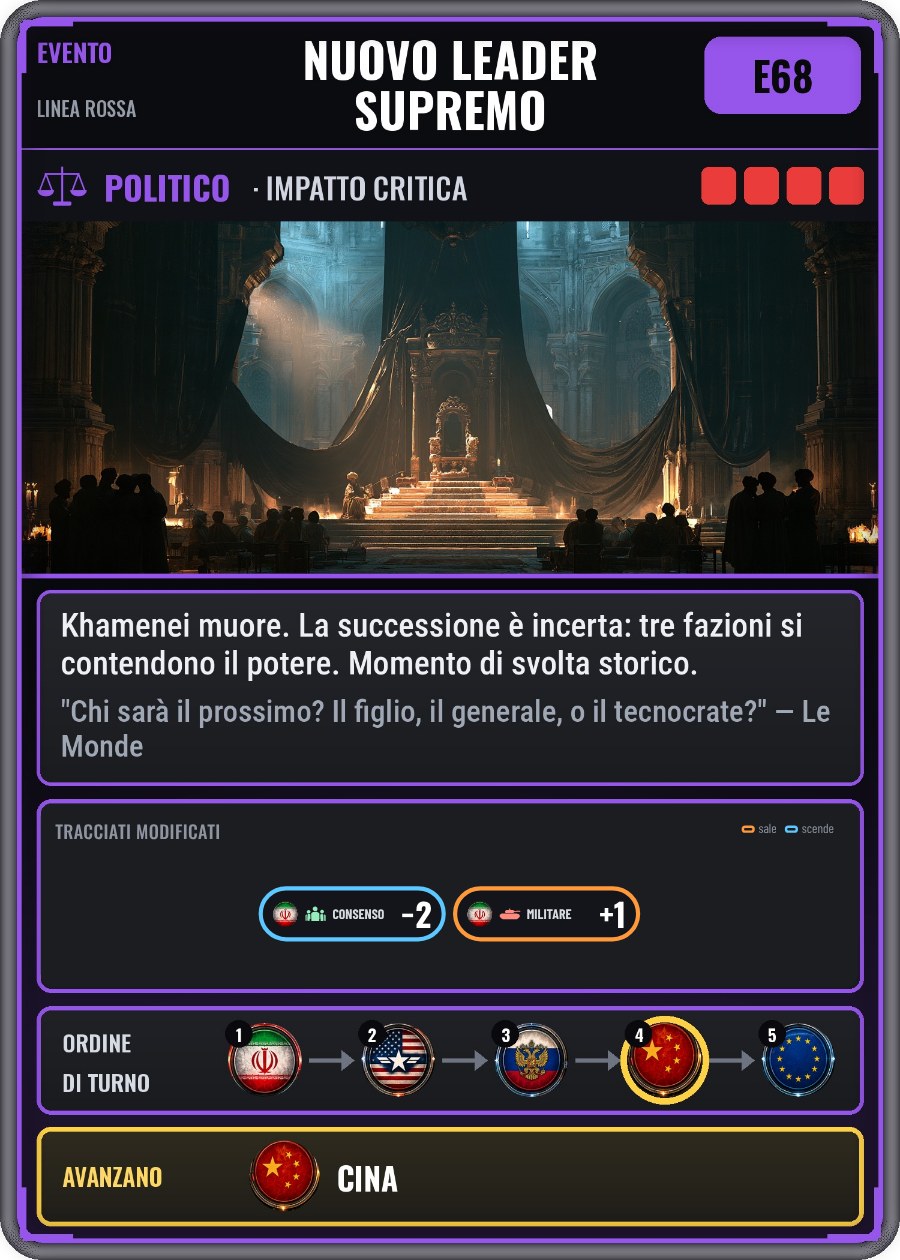 EVENTO
LINEA ROSSA
NUOVO LEADER
SUPREMO
E68
POLITICO · IMPATTO CRITICA
Khamenei muore. La successione è incerta: tre fazioni si
contendono il potere. Momento di svolta storico.
"Chi sarà il prossimo? Il figlio, il generale, o il tecnocrate?" — Le
Monde
TRACCIATI MODIFICATI
sale scende
CONSENSO -2
MILITARE +1
ORDINE
DI TURNO
1 2 3 4 5
AVANZANO
CINA